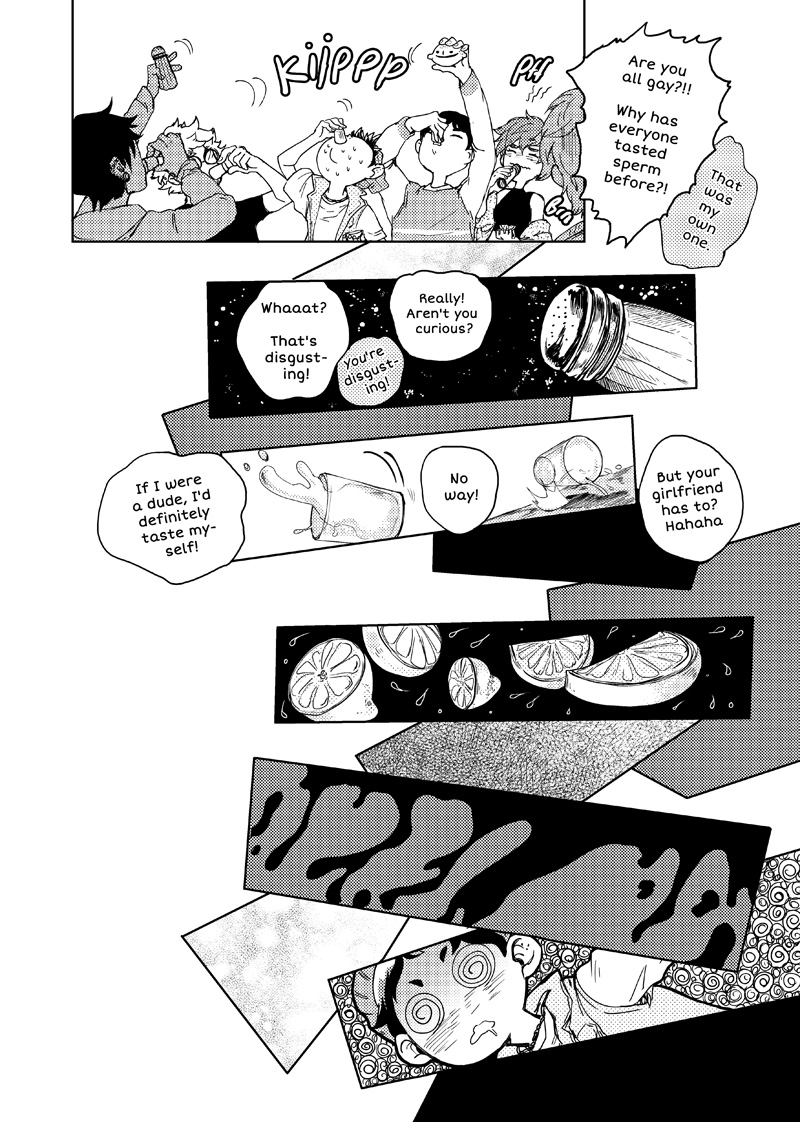 Kiippp
PH
Are you
all gay?!!
Why has
everyone
tasted
sperm
before?!
That
was
my
own
one.
Whaaat?
That's
disgust-
ing!
You're
disgust-
ing!
Really!
Aren't you
curious?
If I were
a dude, I'd
definitely
taste my-
self!
No
way!
But your
girlfriend
has to?
Hahaha